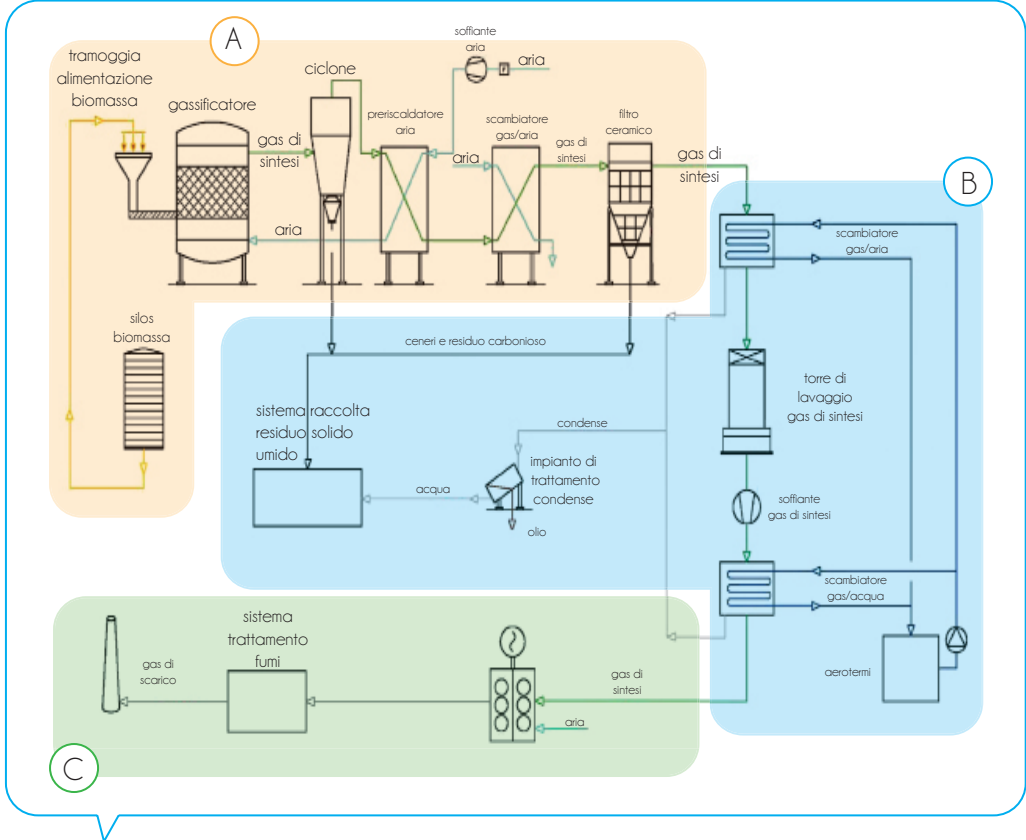 A
tramoggia
alimentazione
biomassa
gassificatore
ciclone
soffiante
aria
aria
preriscaldatore
aria
scambiatore
gas/aria
filtro
ceramico
gas di
sintesi
aria
gas di
sintesi
gas di
sintesi
aria
silos
biomassa
B
scambiatore
gas/aria
ceneri e residuo carbonioso
torre di
lavaggio
gas di sintesi
sistema raccolta
residuo solido
umido
condense
impianto di
trattamento
condense
acqua
olio
soffiante
gas di sintesi
scambiatore
gas/acqua
aerotermi
sistema
trattamento
fumi
gas di
scarico
gas di
sintesi
aria
C